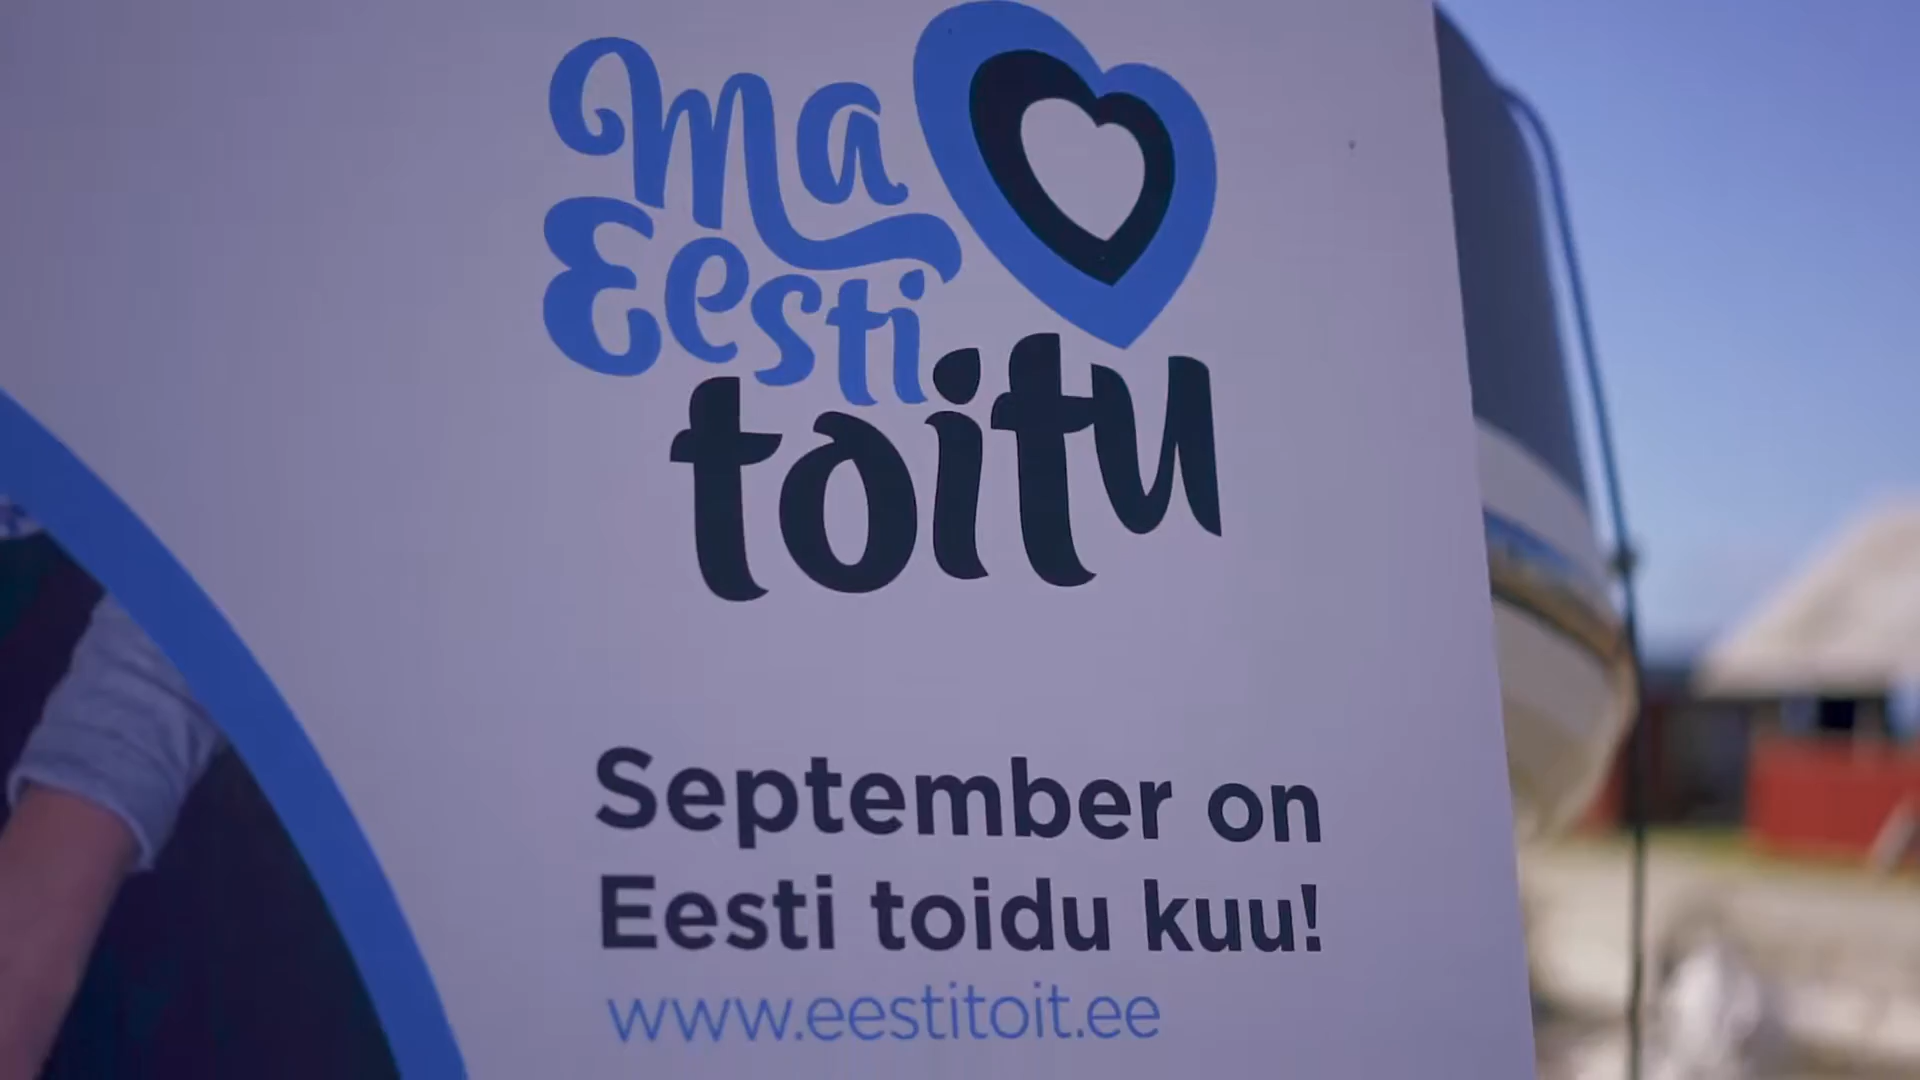 Ma
Eesti
toitu
September on
Eesti toidu kuu!
www.eestitoit.ee